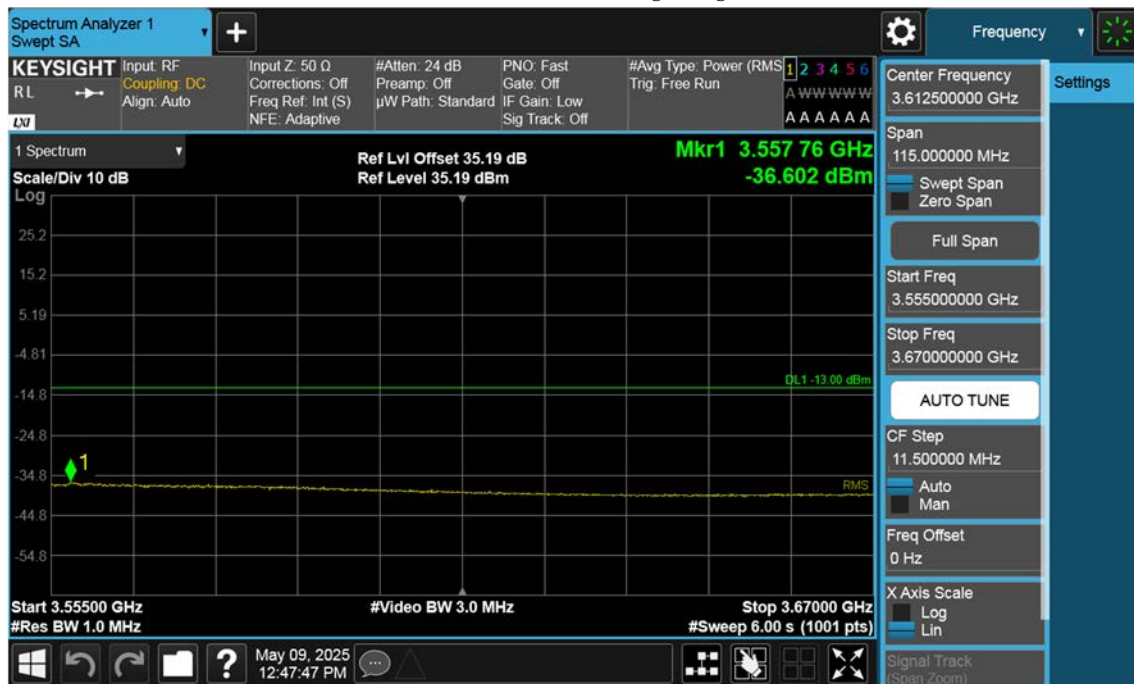 Spectrum Analyzer 1
Swept SA
+
Frequency
KEYSIGHT
RL
LXI
Input: RF
Coupling: DC
Align: Auto
Input Z: 50 Ω
Corrections: Off
Freq Ref: Int (S)
NFE: Adaptive
#Atten: 24 dB
Preamp: Off
µW Path: Standard
PNO: Fast
Gate: Off
IF Gain: Low
Sig Track: Off
#Avg Type: Power (RMS
Trig: Free Run
1 2 3 4 5 6
A W W W W W
A A A A A A
1 Spectrum
Scale/Div 10 dB
Ref Lvl Offset 35.19 dB
Ref Level 35.19 dBm
Mkr1 3.557 76 GHz
-36.602 dBm
Log
25.2
15.2
5.19
-4.81
-14.8
-24.8
-34.8
-44.8
-54.8
DL1 -13.00 dBm
1
RMS
Start 3.55500 GHz
#Res BW 1.0 MHz
#Video BW 3.0 MHz
Stop 3.67000 GHz
#Sweep 6.00 s (1001 pts)
?
May 09, 2025
12:47:47 PM
Center Frequency
3.612500000 GHz
Span
115.000000 MHz
Swept Span
Zero Span
Full Span
Start Freq
3.555000000 GHz
Stop Freq
3.670000000 GHz
AUTO TUNE
CF Step
11.500000 MHz
Auto
Man
Freq Offset
0 Hz
X Axis Scale
Log
Lin
Signal Track
(Span Zoom)
Settings